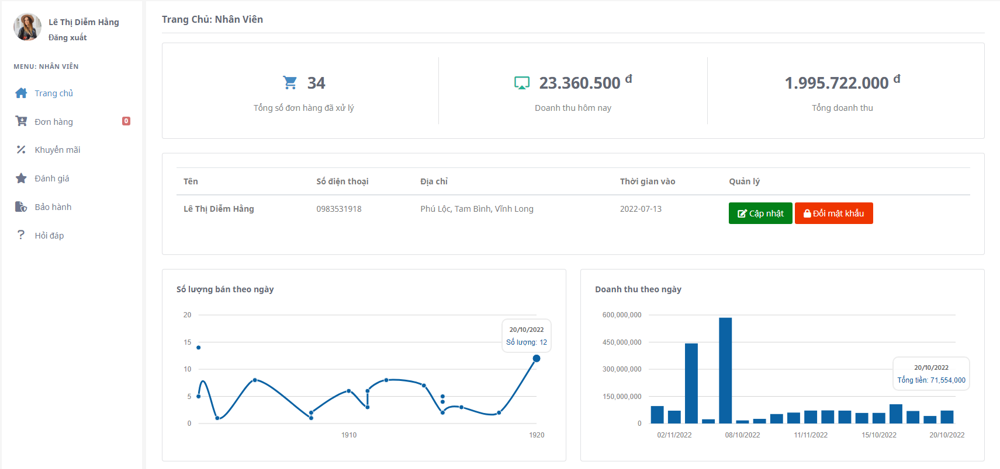 Lê Thị Diễm Hằng
Đăng xuất
MENU: NHÂN VIÊN
Trang chủ
Đơn hàng 0
Khuyến mãi
Đánh giá
Bảo hành
Hỏi đáp
Trang Chủ: Nhân Viên
34
Tổng số đơn hàng đã xử lý
23.360.500 đ
Doanh thu hôm nay
1.995.722.000 đ
Tổng doanh thu
Tên Số điện thoại Địa chỉ Thời gian vào Quản lý
Lê Thị Diễm Hằng 0983531918 Phú Lộc, Tam Bình, Vĩnh Long 2022-07-13 Cập nhật Đổi mật khẩu
Số lượng bán theo ngày
20
15
10
5
0
1910 1920
20/10/2022
Số lượng: 12
Doanh thu theo ngày
600,000,000
450,000,000
300,000,000
150,000,000
0
02/11/2022 08/10/2022 11/11/2022 15/10/2022 20/10/2022
20/10/2022
Tổng tiền: 71,554,000